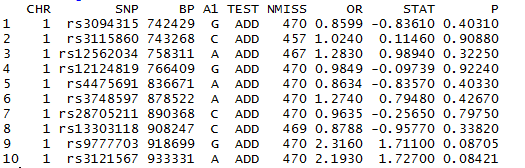 CHR SNP BP A1 TEST NMISS OR STAT P
1 1 rs3094315 742429 G ADD 470 0.8599 -0.83610 0.40310
2 1 rs3115860 743268 C ADD 457 1.0240 0.11460 0.90880
3 1 rs12562034 758311 A ADD 467 1.2830 0.98940 0.32250
4 1 rs12124819 766409 G ADD 470 0.9849 -0.09739 0.92240
5 1 rs4475691 836671 A ADD 470 0.8634 -0.83570 0.40330
6 1 rs3748597 878522 A ADD 470 1.2740 0.79480 0.42670
7 1 rs28705211 890368 C ADD 470 0.9635 -0.25650 0.79750
8 1 rs13303118 908247 C ADD 469 0.8788 -0.95770 0.33820
9 1 rs9777703 918699 G ADD 470 2.3160 1.71100 0.08705
10 1 rs3121567 933331 A ADD 470 2.1930 1.72700 0.08421